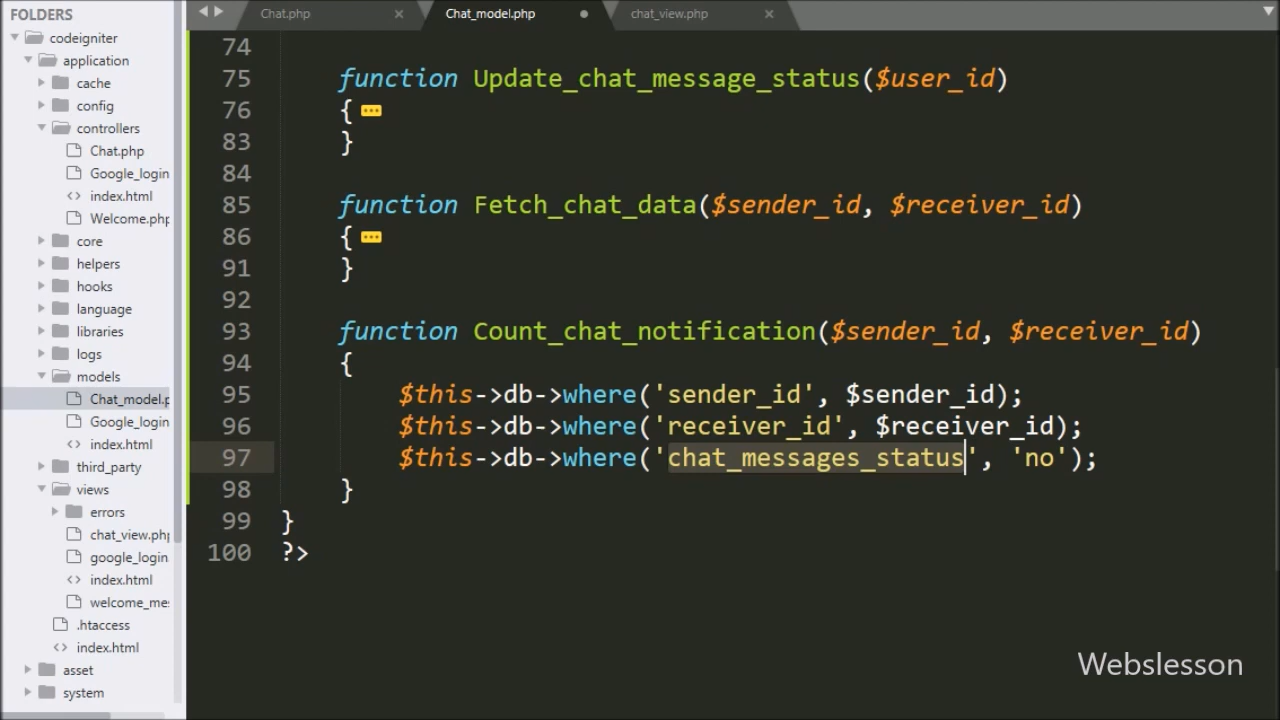 FOLDERS
codeigniter
application
cache
config
controllers
Chat.php
Google_login
index.html
Welcome.php
core
helpers
hooks
language
libraries
logs
models
Chat_model.p
Google_login
index.html
third_party
views
errors
chat_view.php
google_login
index.html
welcome_mes
.htaccess
index.html
asset
system
Chat.php
Chat_model.php
chat_view.php
74
75 function Update_chat_message_status($user_id)
76 {
83 }
84
85 function Fetch_chat_data($sender_id, $receiver_id)
86 {
91 }
92
93 function Count_chat_notification($sender_id, $receiver_id)
94 {
95 $this->db->where('sender_id', $sender_id);
96 $this->db->where('receiver_id', $receiver_id);
97 $this->db->where('chat_messages_status', 'no');
98 }
99 }
100 ?>
Webslesson